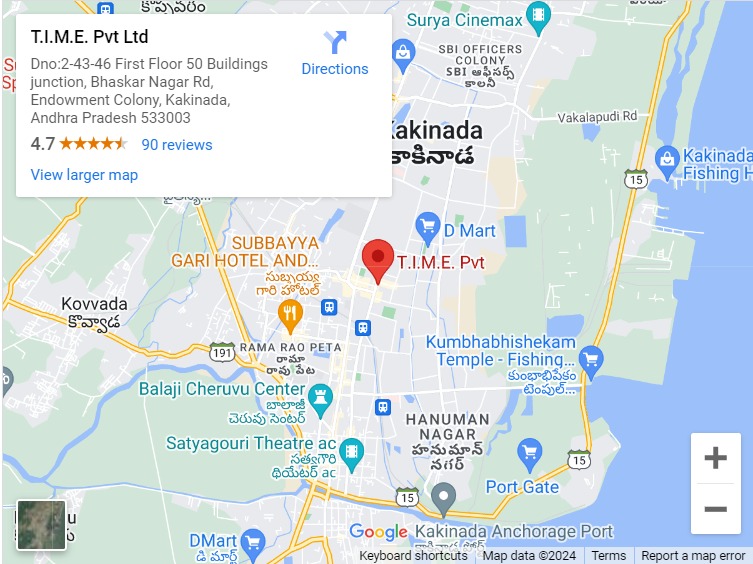 కొవ్వూరు
T.I.M.E. Pvt Ltd
Dno:2-43-46 First Floor 50 Buildings
junction, Bhaskar Nagar Rd,
Endowment Colony, Kakinada,
Andhra Pradesh 533003
4.7
90 reviews
View larger map
Directions
Surya Cinemax
SBI OFFICERS
COLONY
SBI ఆఫీసర్స్
కాలనీ
Kakinada
కాకినాడ
Vakalapudi Rd
15
Kakinada
Fishing H
D Mart
T.I.M.E. Pvt
SUBBAYYA
GARI HOTEL AND...
సుబ్బయ్య
గారి హోటల్
Kovvada
కొవ్వాడ
191
RAMA RAO PETA
రామా
రావు పేట
Kumbhabhishekam
Temple - Fishing...
కుంభాభిషేకం
టెంపుల్...
Balaji Cheruvu Center
బాలాజీ
చెరువు సెంటర్
HANUMAN
NAGAR
హనుమాన్
నగర్
Satyagouri Theatre ac
సత్యగౌరి
థియేటర్ ac
15
Port Gate
15
Kakinada Anchorage Port
DMart
డి మార్ట్
Google
Keyboard shortcuts
Map data ©2024
Terms
Report a map error